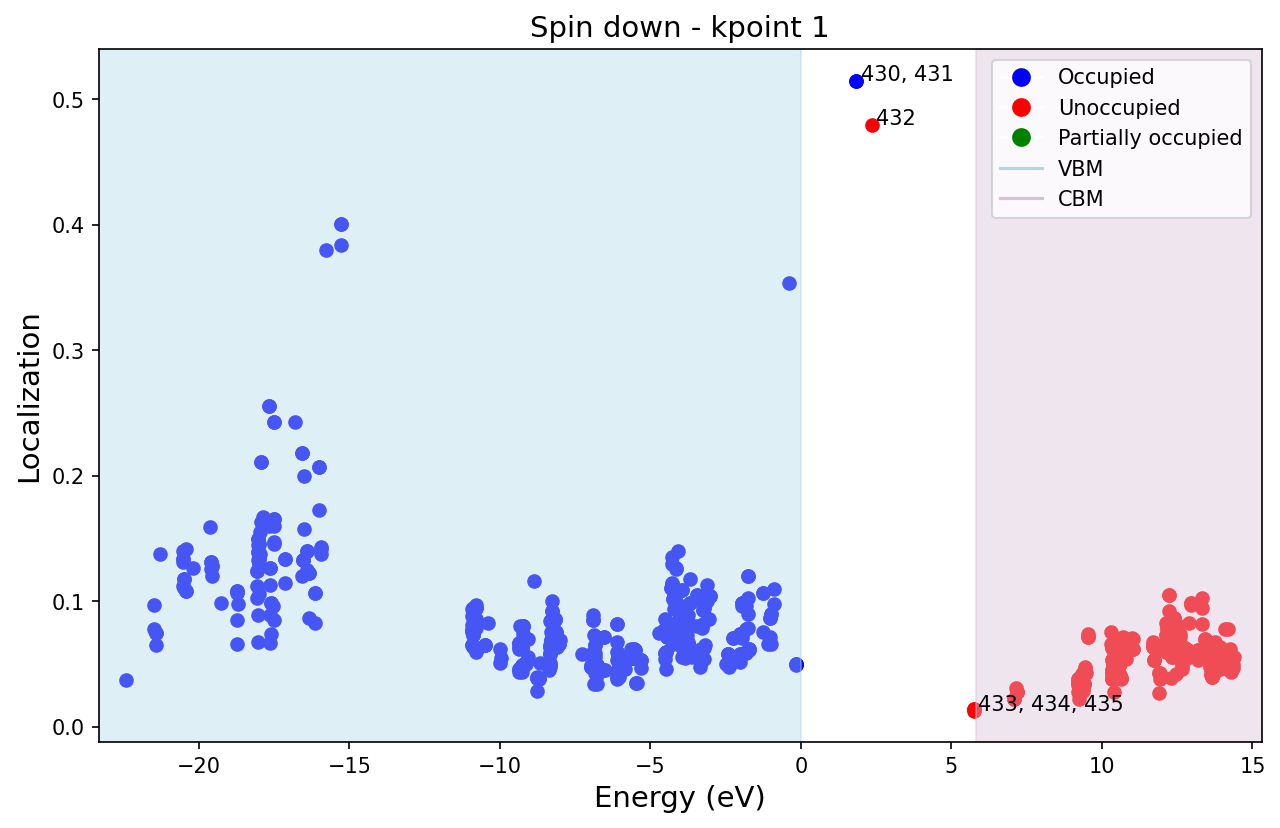 Spin down - kpoint 1
Localization
0.5
0.4
0.3
0.2
0.1
0.0
430, 431
432
433, 434, 435
Occupied
Unoccupied
Partially occupied
VBM
CBM
−20
−15
−10
−5
0
5
10
15
Energy (eV)